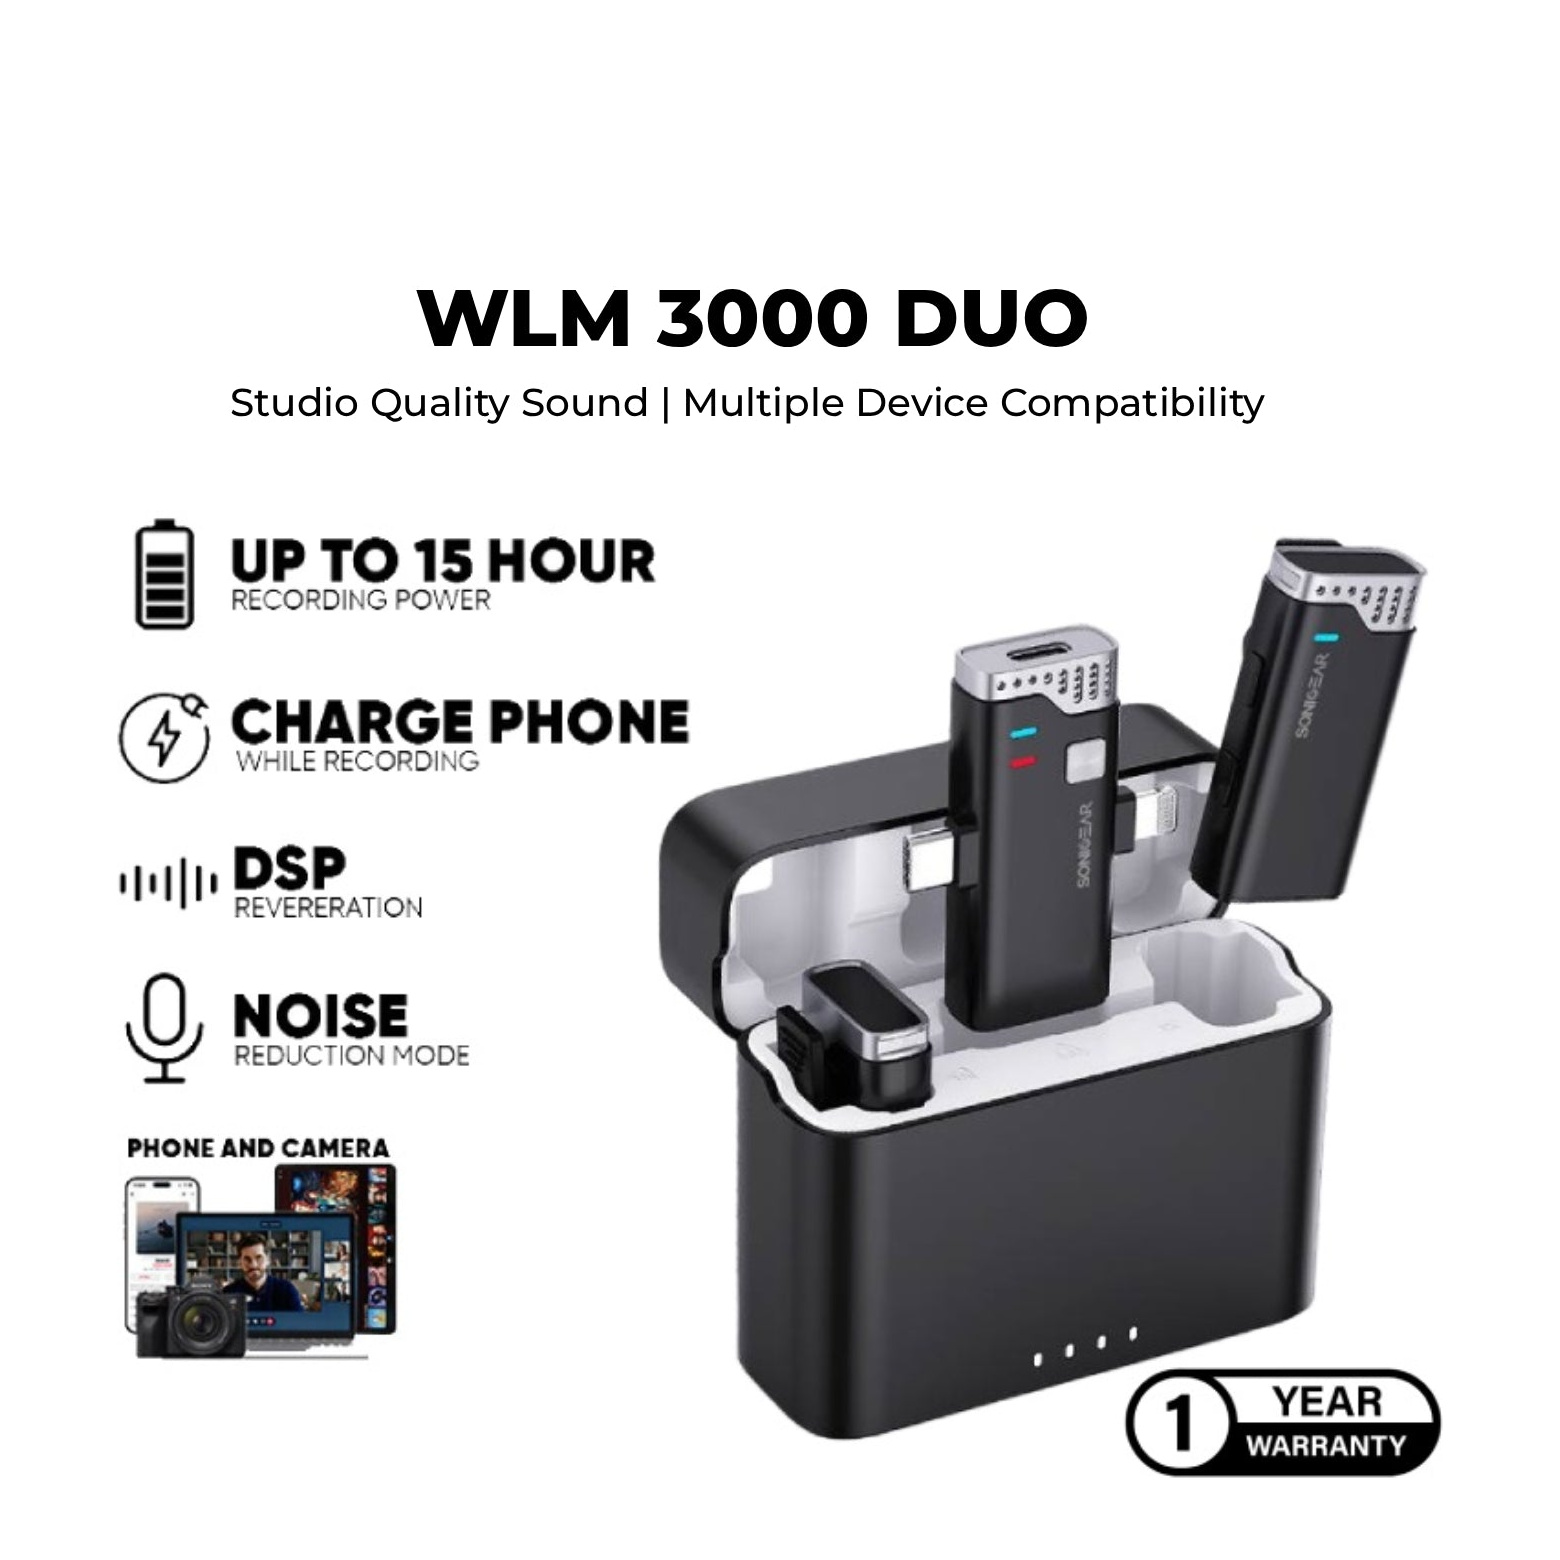 WLM 3000 DUO
Studio Quality Sound | Multiple Device Compatibility
UP TO 15 HOUR
RECORDING POWER
CHARGE PHONE
WHILE RECORDING
DSP
REVERERATION
NOISE
REDUCTION MODE
PHONE AND CAMERA
SONICGEAR
SONICGEAR
SONY
1 YEAR
WARRANTY